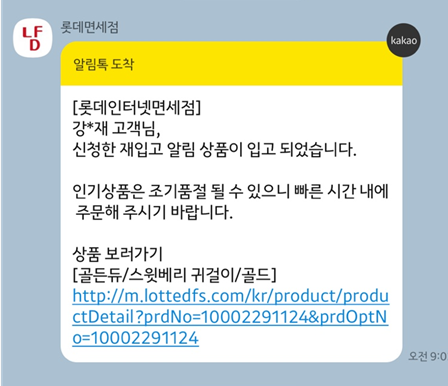 롯데면세점
LF
D
kakao
알림톡 도착
[롯데인터넷면세점]
강*재 고객님,
신청한 재입고 알림 상품이 입고 되었습니다.
인기상품은 조기품절 될 수 있으니 빠른 시간 내에
주문해 주시기 바랍니다.
상품 보러가기
[골든듀/스윗베리 귀걸이/골드]
http://m.lottedfs.com/kr/product/produ
ctDetail?prdNo=10002291124&prdOptN
o=10002291124
오전 9:0